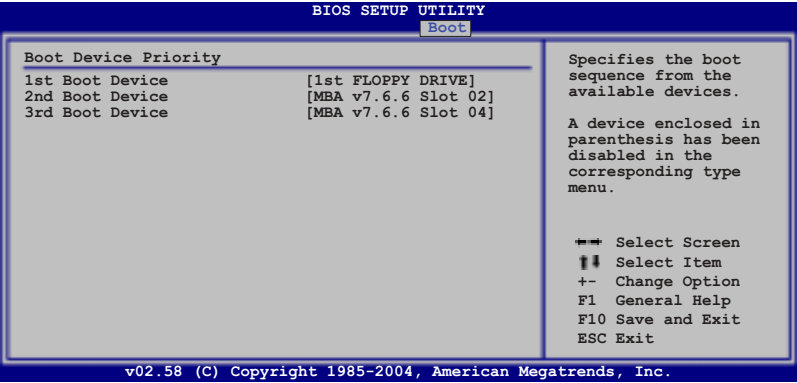 BIOS SETUP UTILITY
Boot
Boot Device Priority
1st Boot Device [1st FLOPPY DRIVE]
2nd Boot Device [MBA v7.6.6 Slot 02]
3rd Boot Device [MBA v7.6.6 Slot 04]
Specifies the boot
sequence from the
available devices.
A device enclosed in
parenthesis has been
disabled in the
corresponding type
menu.
Select Screen
Select Item
+- Change Option
F1 General Help
F10 Save and Exit
ESC Exit
v02.58 (C) Copyright 1985-2004, American Megatrends, Inc.